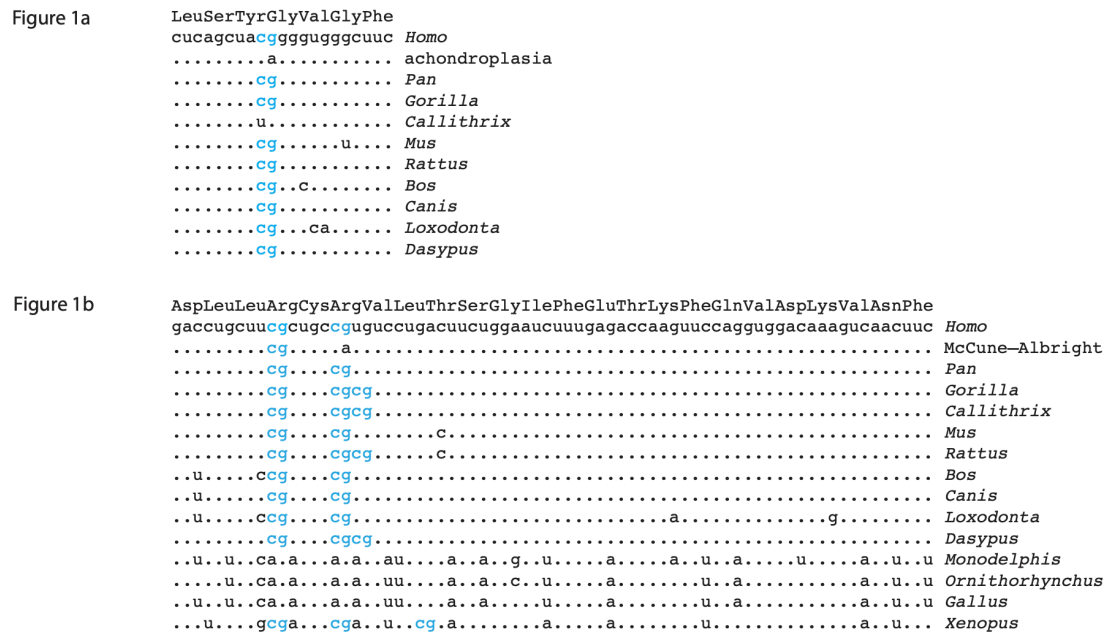 Figure 1a
LeuSerTyrGlyValGlyPhe
cucagcuacggggugggcuuc Homo
.........a........... achondroplasia
........cg........... Pan
........cg........... Gorilla
........u............ Callithrix
........cg......u.... Mus
........cg........... Rattus
........cg..c........ Bos
........cg........... Canis
........cg...ca...... Loxodonta
........cg........... Dasypus
Figure 1b
AspLeuLeuArgCysArgValLeuThrSerGlyIlePheGluThrLysPheGlnValAspLysValAsnPhe
gaccugcuucgcugccguguccugacuucuggaaucuuugagaccaaguuccagguggacaaagucaacuuc Homo
.........cg.....a....................................................... McCune–Albright
.........cg....cg....................................................... Pan
.........cg....cgcg..................................................... Gorilla
.........cg....cgcg..................................................... Callithrix
.........cg....cg........c.............................................. Mus
.........cg....cgcg......c.............................................. Rattus
..u.....ccg....cg....................................................... Bos
..u......cg....cg....................................................... Canis
..u.....ccg....cg..............................a..............g......... Loxodonta
.........cg....cgcg..................................................... Dasypus
..u..u..ca.a...a.a..au....a..a..g..u.....a.....a..u..a.....u.....a..u..u Monodelphis
.....u..ca.a...a.a..uu....a..a..c..u.....a........u..a...........a..u..u Ornithorhynchus
..u..u..ca.a...a.a..uu....a..a.....u.....a........u..a...........a..u..u Gallus
...u....gcga...cga..u..cg.a........a.....a........u..............a..u..u Xenopus